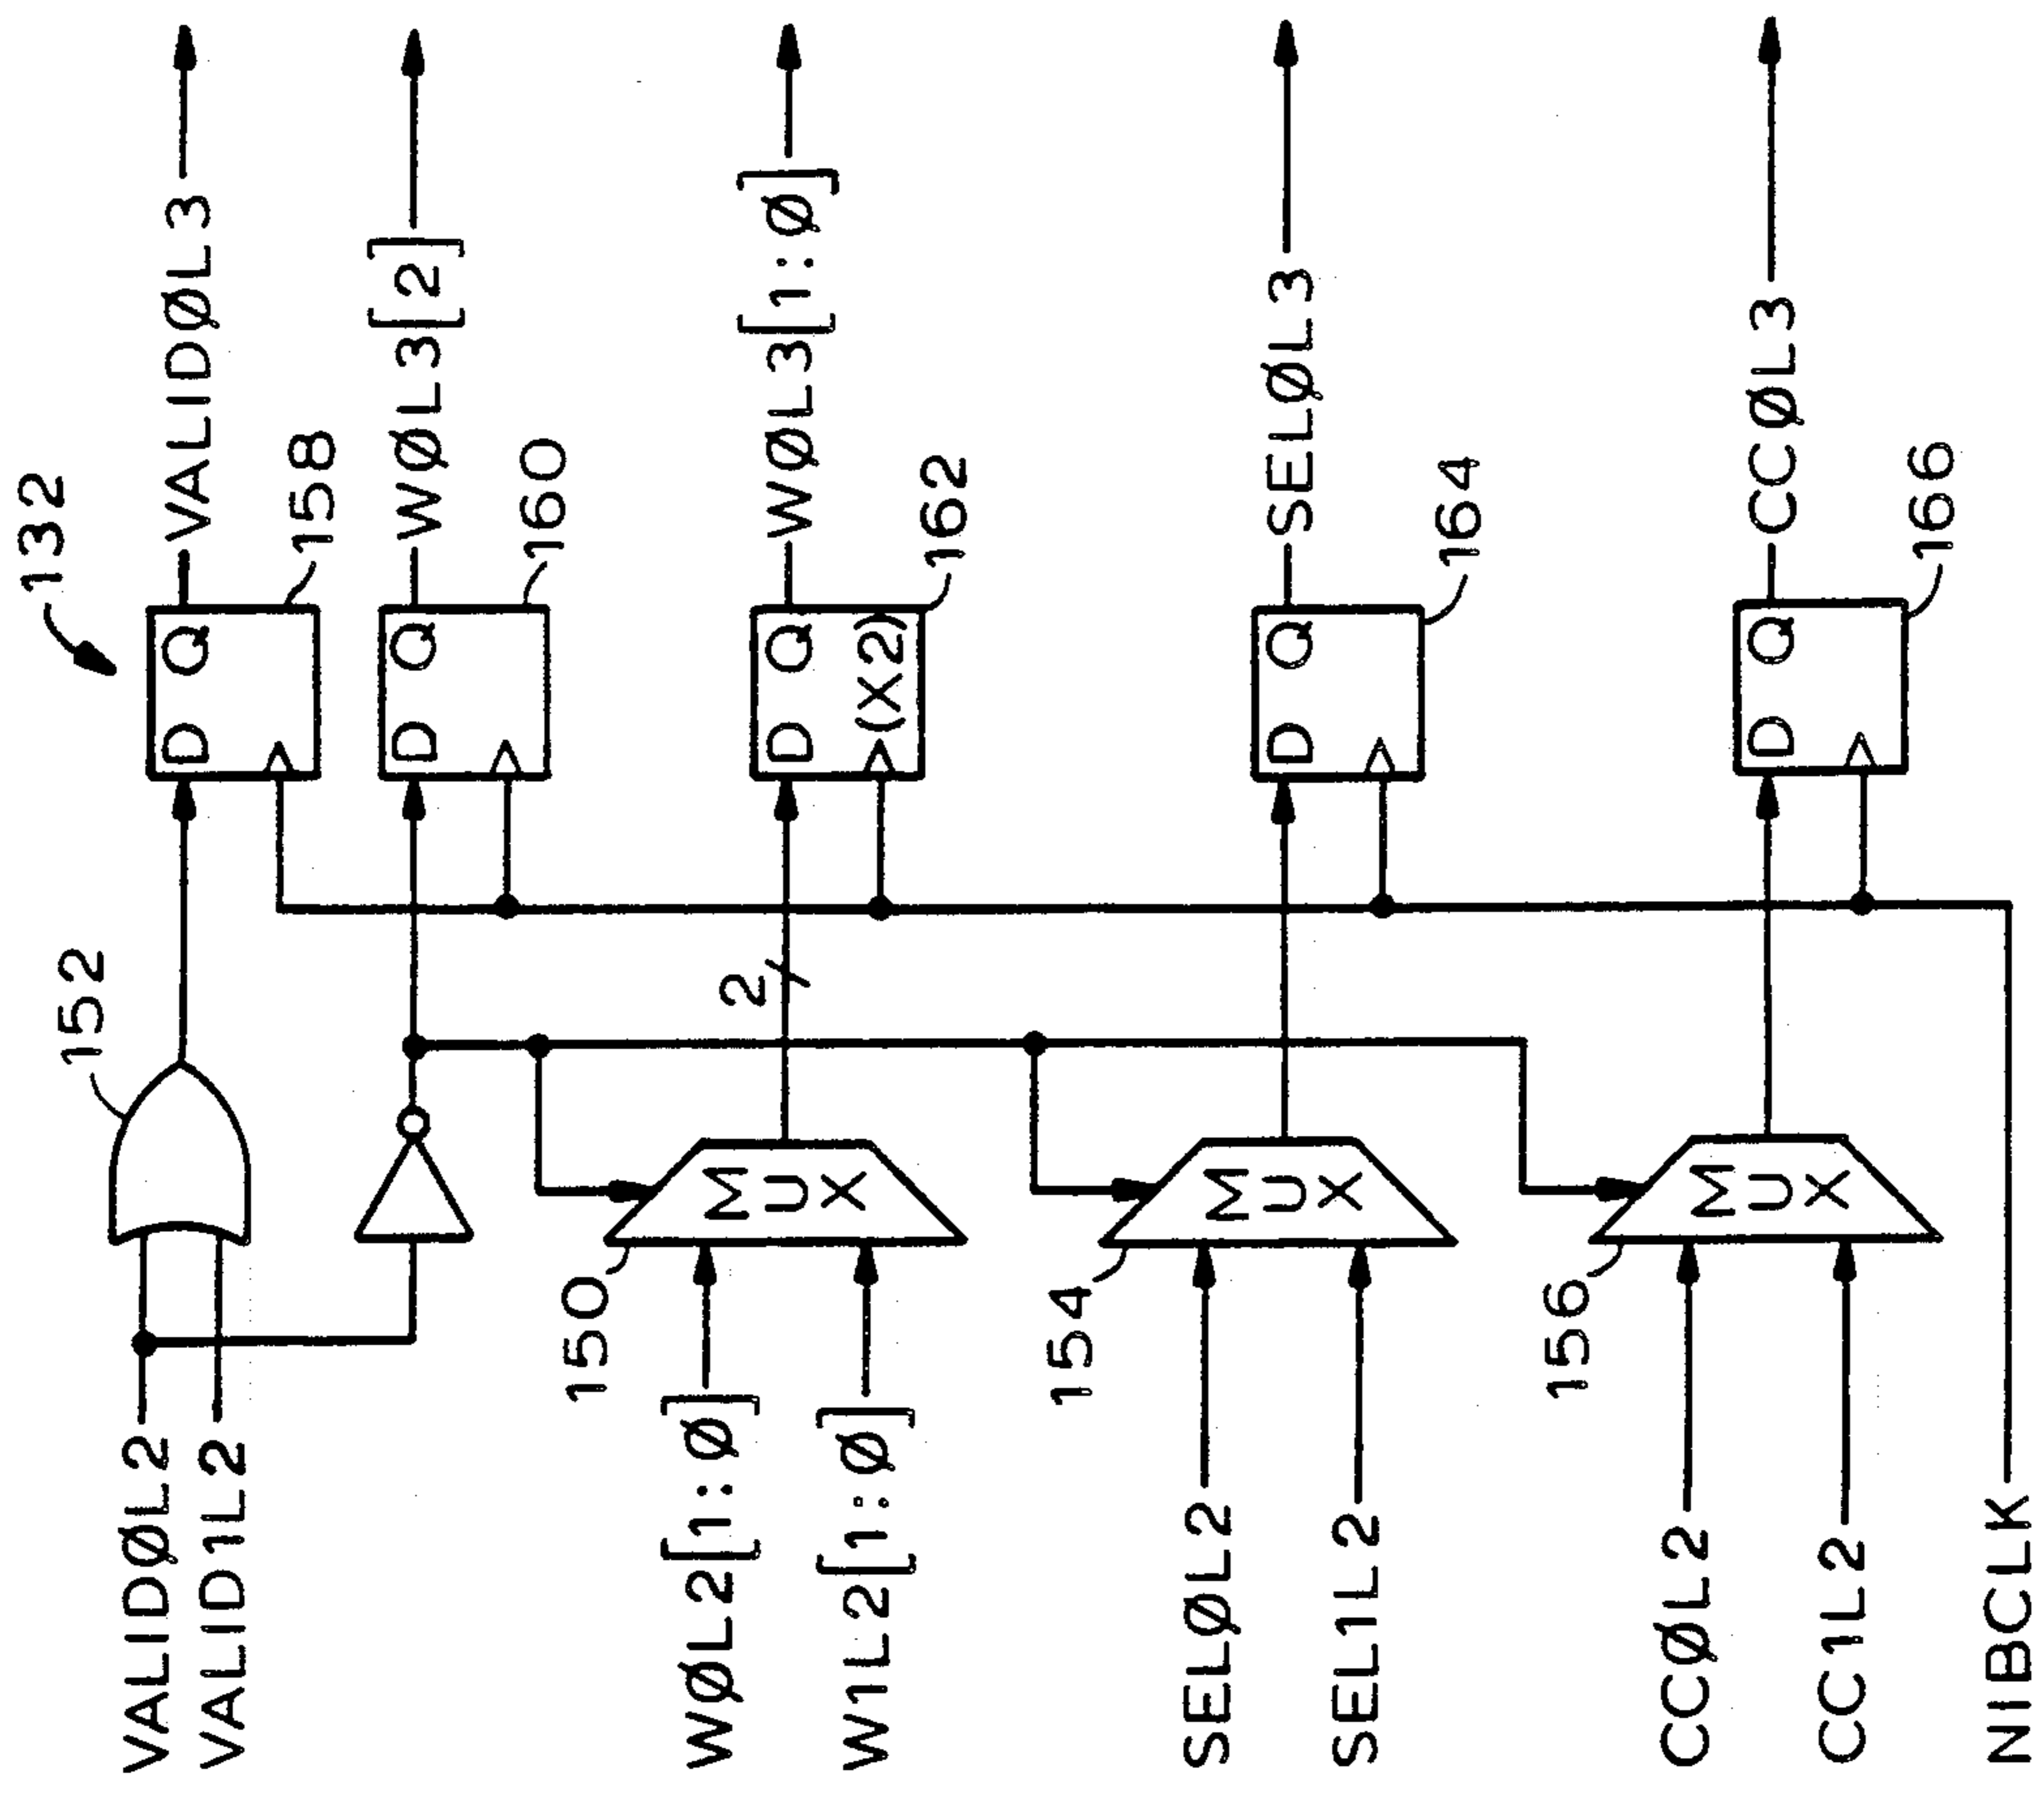 132
152
VALIDØL2
VALID1L2
D Q
158
VALIDØL3
D Q
160
WØL3[2]
150
WØL2[1:Ø]
W1L2[1:Ø]
MUX
2
D Q
(X2)
162
WØL3[1:Ø]
154
SELØL2
SEL1L2
MUX
D Q
164
SELØL3
156
CCØL2
CC1L2
MUX
D Q
166
CCØL3
NIBCLK